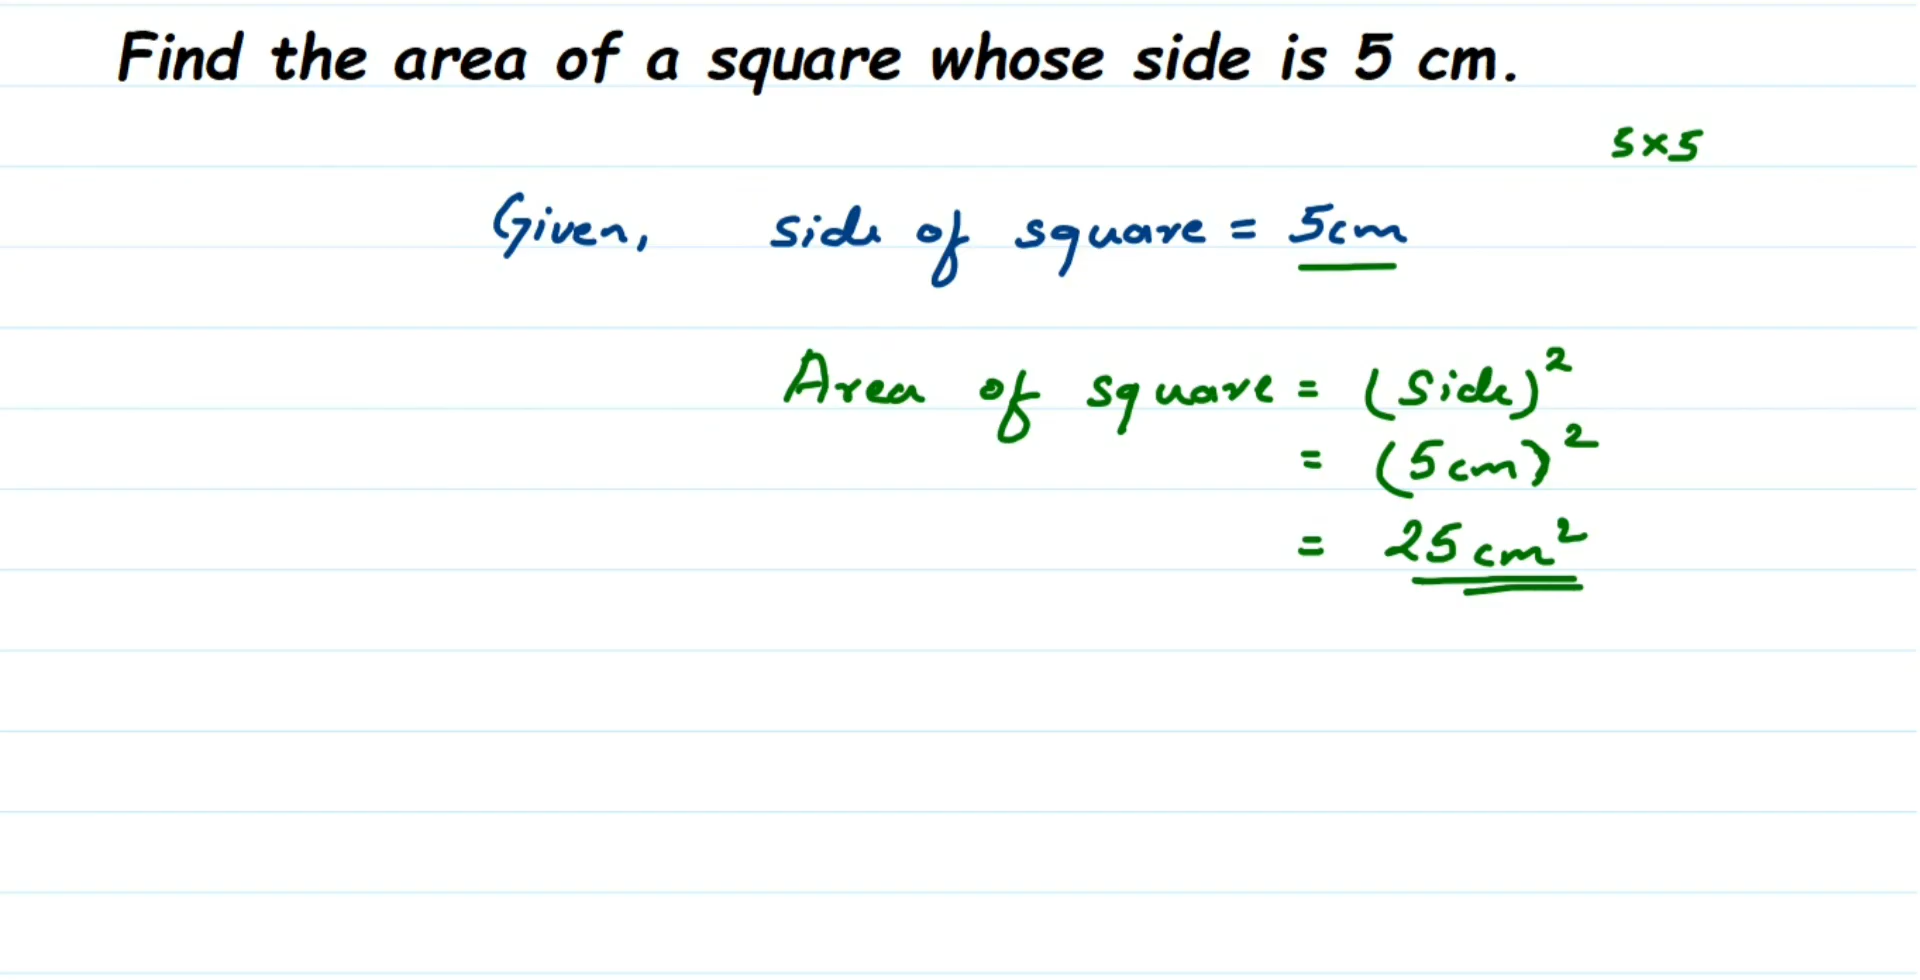 Find the area of a square whose side is 5 cm.
5×5
Given, side of square = 5cm
Area of square = (Side)²
= (5cm)²
= 25cm²